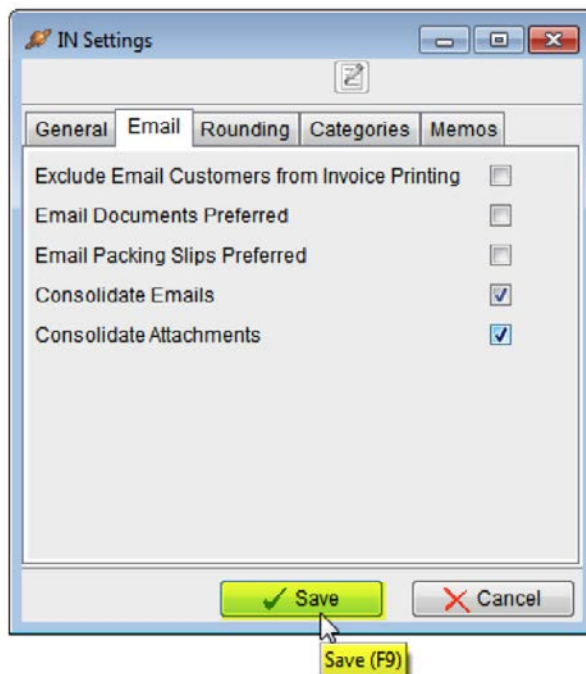 IN Settings
General Email Rounding Categories Memos
Exclude Email Customers from Invoice Printing
Email Documents Preferred
Email Packing Slips Preferred
Consolidate Emails
Consolidate Attachments
Save Cancel
Save (F9)